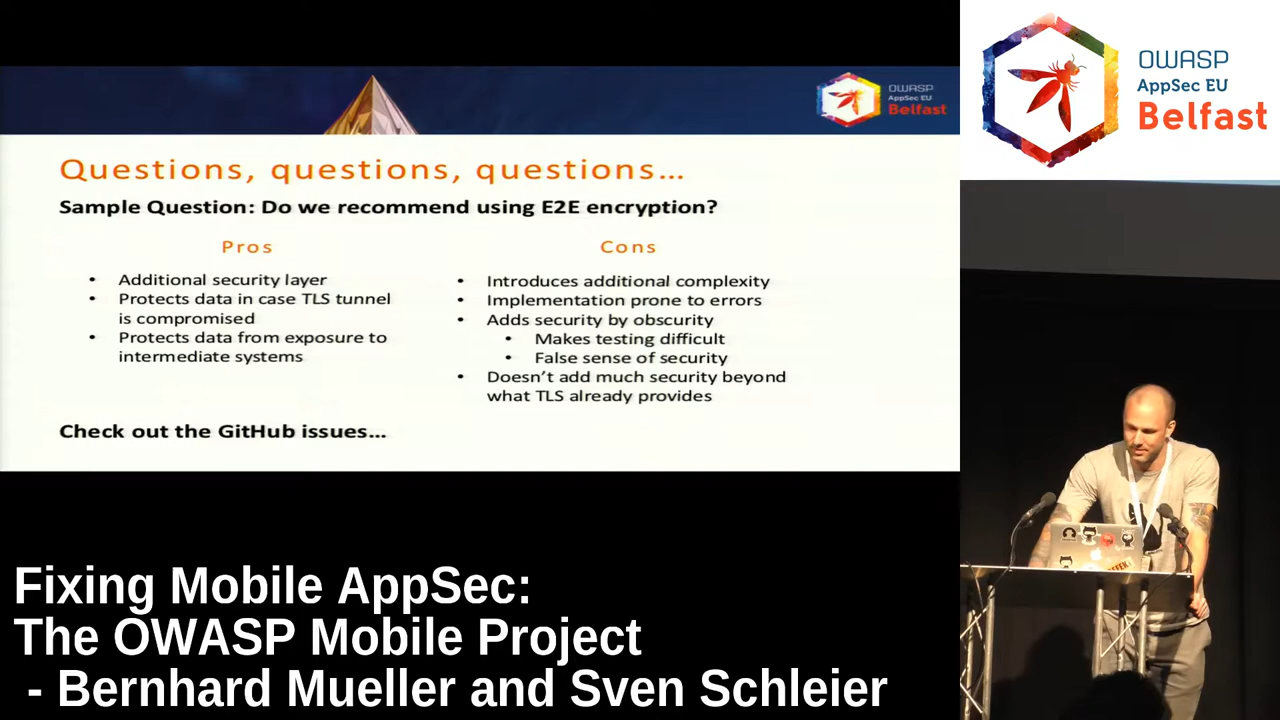 OWASP
AppSec EU
Belfast
OWASP
AppSec EU
Belfast
Questions, questions, questions…
Sample Question: Do we recommend using E2E encryption?
Pros
• Additional security layer
• Protects data in case TLS tunnel
is compromised
• Protects data from exposure to
intermediate systems
Cons
• Introduces additional complexity
• Implementation prone to errors
• Adds security by obscurity
• Makes testing difficult
• False sense of security
• Doesn’t add much security beyond
what TLS already provides
Check out the GitHub issues…
Fixing Mobile AppSec:
The OWASP Mobile Project
- Bernhard Mueller and Sven Schleier